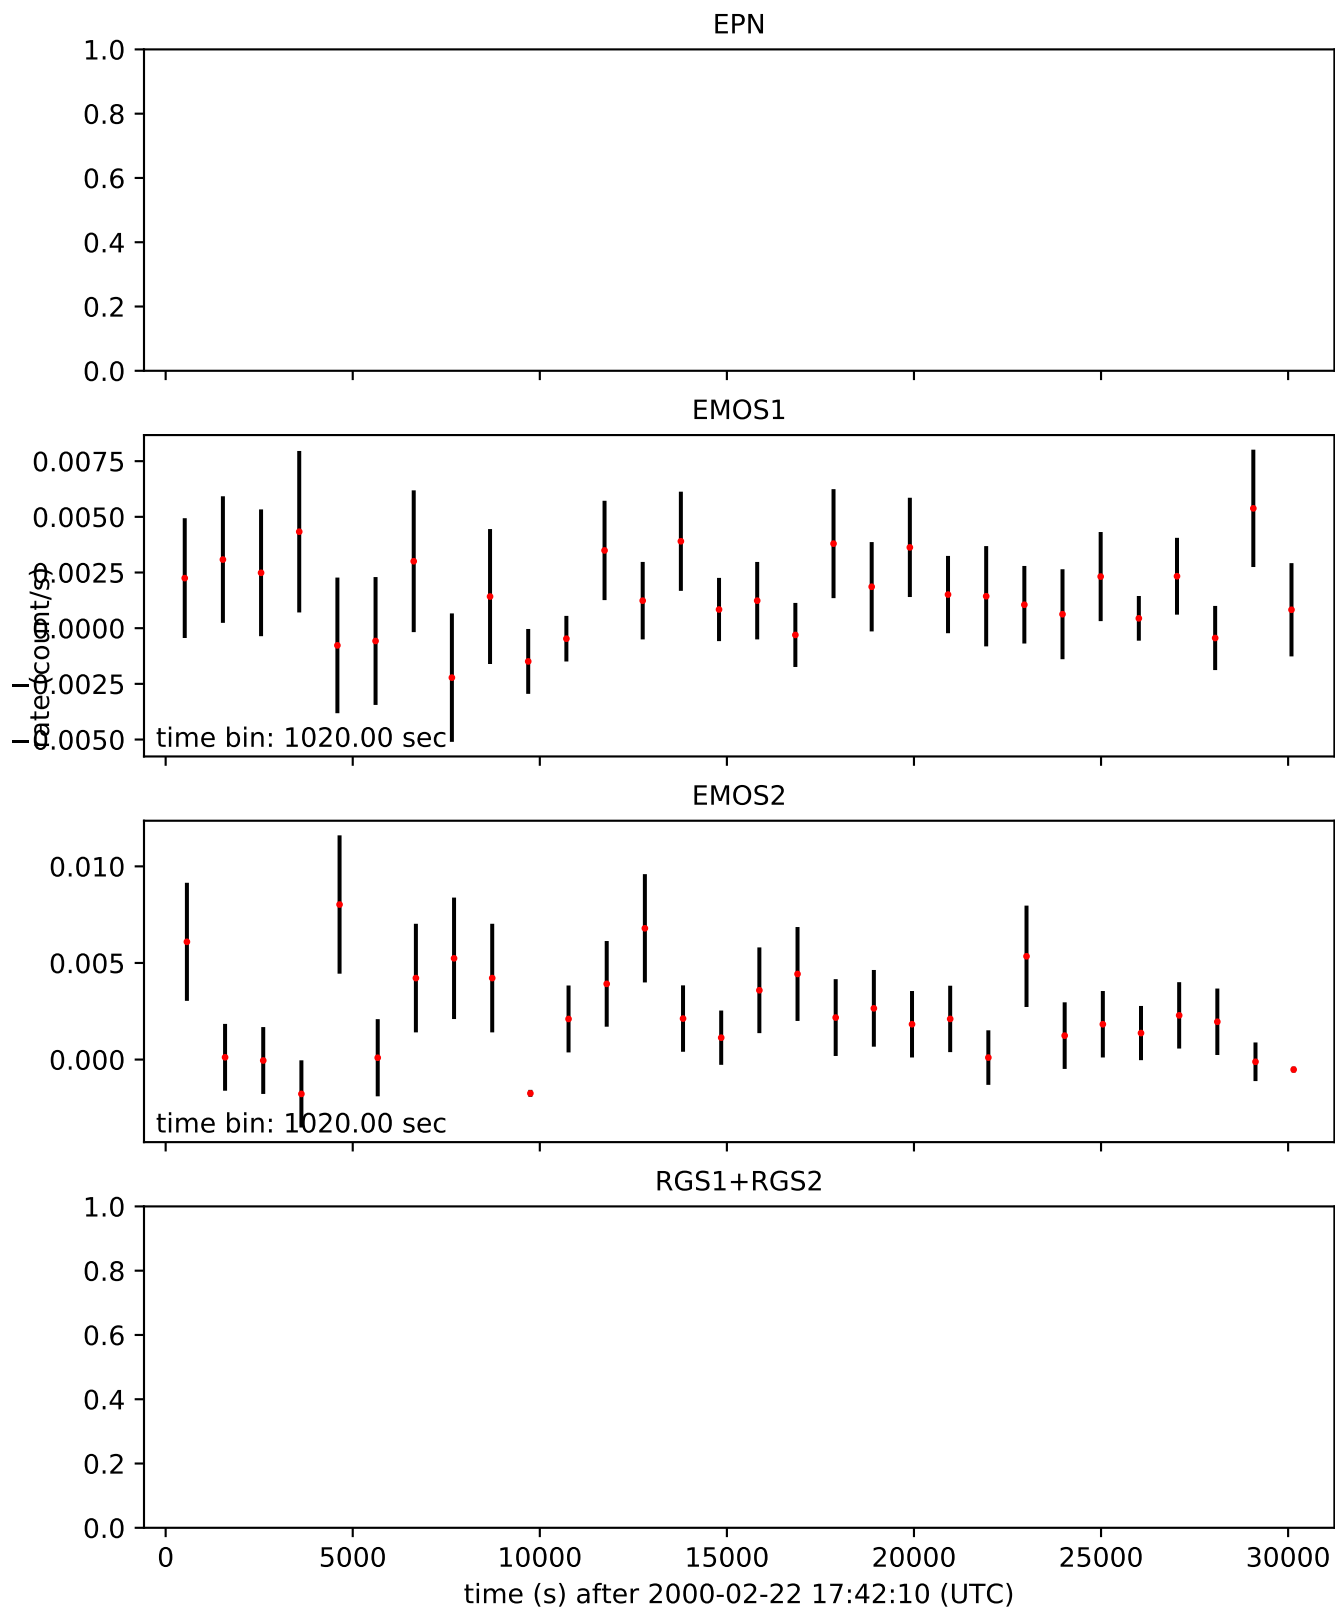 EPN
1.0
0.8
0.6
0.4
0.2
0.0
EMOS1
0.0075
0.0050
0.0025
0.0000
−0.0025
−0.0050
rate (count/s)
time bin: 1020.00 sec
EMOS2
0.010
0.005
0.000
time bin: 1020.00 sec
RGS1+RGS2
1.0
0.8
0.6
0.4
0.2
0.0
0 5000 10000 15000 20000 25000 30000
time (s) after 2000-02-22 17:42:10 (UTC)